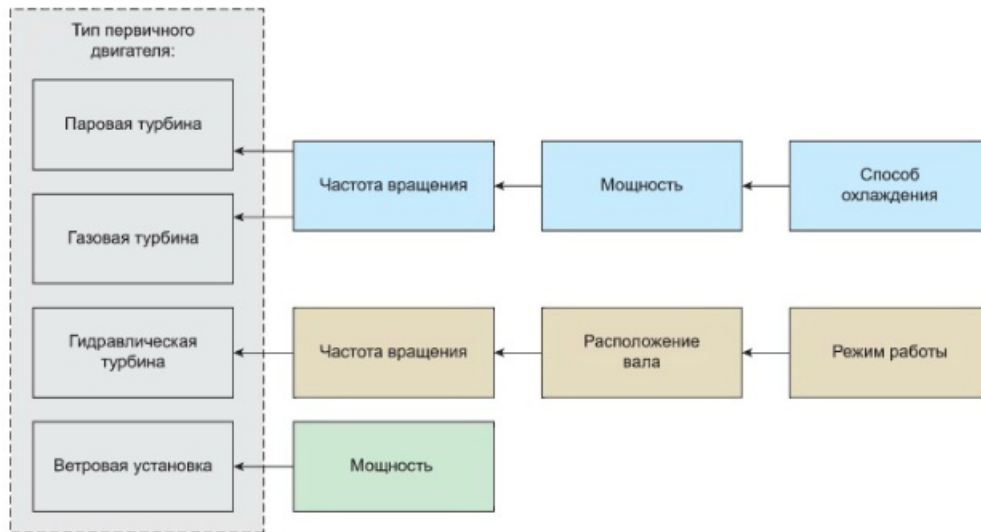 Тип первичного
двигателя:
Паровая турбина
Газовая турбина
Гидравлическая
турбина
Ветровая установка
Частота вращения
Мощность
Способ
охлаждения
Частота вращения
Расположение
вала
Режим работы
Мощность